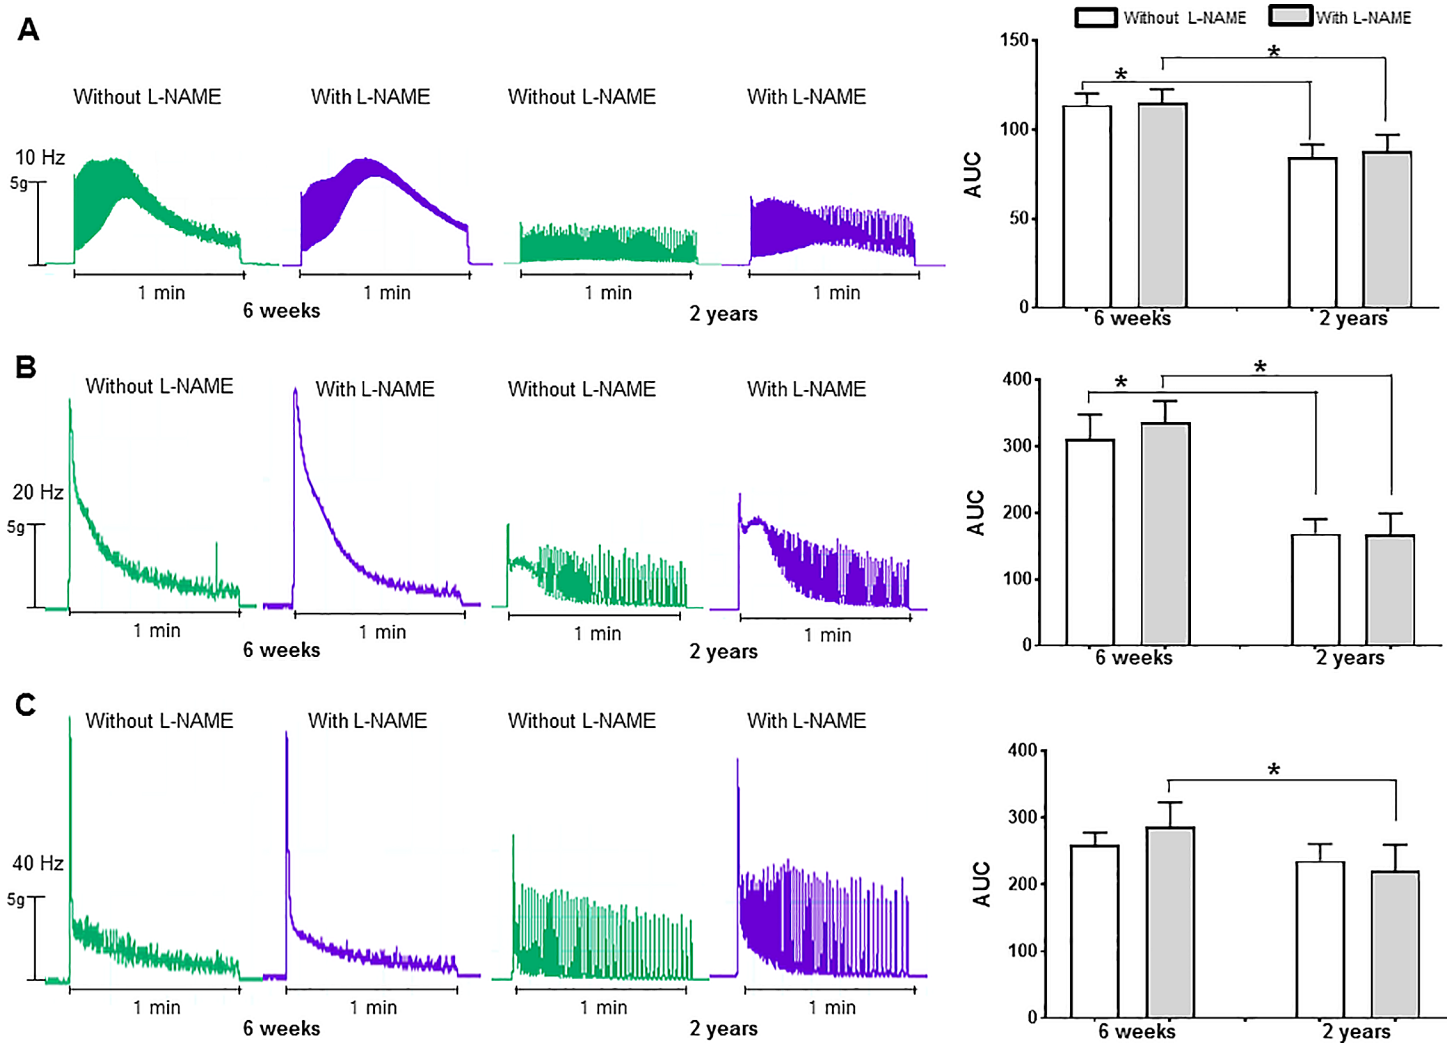 A
Without L-NAME With L-NAME Without L-NAME With L-NAME
10 Hz
5g
1 min 1 min 1 min 1 min
6 weeks 2 years
Without L-NAME With L-NAME
150
100
50
0
AUC
* *
6 weeks 2 years
B
Without L-NAME With L-NAME Without L-NAME With L-NAME
20 Hz
5g
1 min 1 min 1 min 1 min
6 weeks 2 years
400
300
200
100
0
AUC
* *
6 weeks 2 years
C
Without L-NAME With L-NAME Without L-NAME With L-NAME
40 Hz
5g
1 min 1 min 1 min 1 min
6 weeks 2 years
400
300
200
100
0
AUC
*
6 weeks 2 years